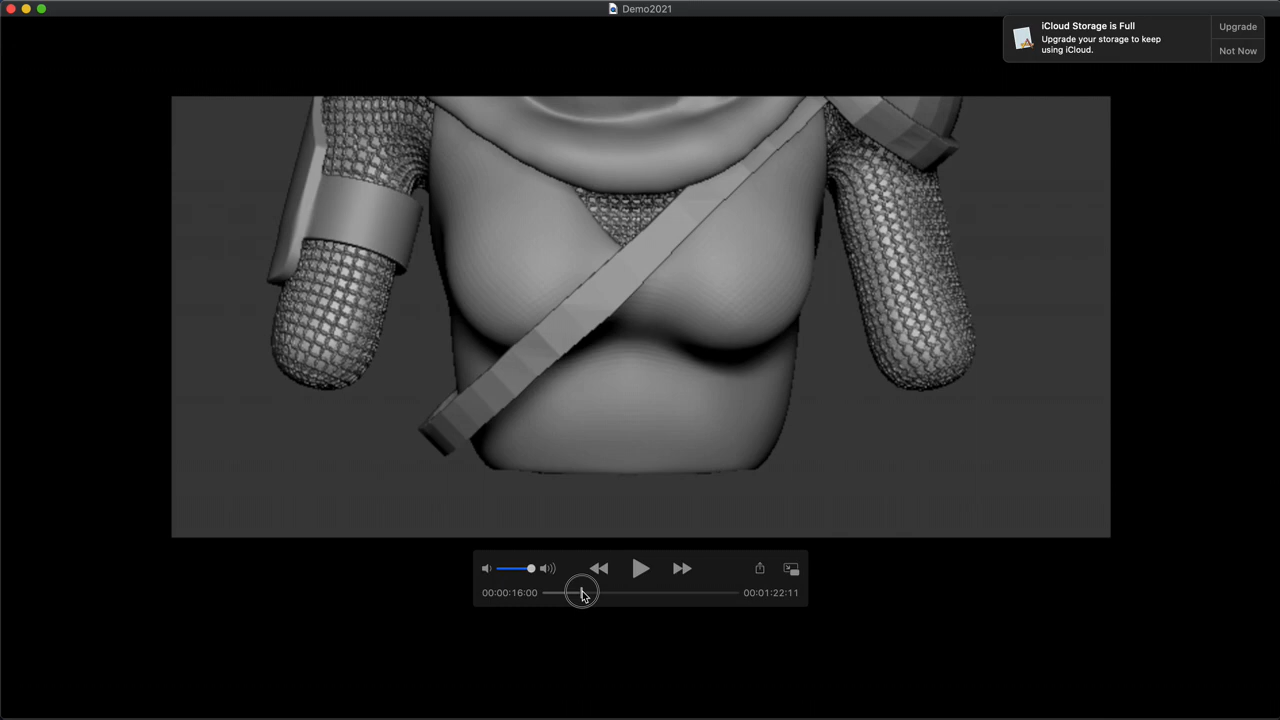 Demo2021
iCloud Storage is Full
Upgrade your storage to keep
using iCloud.
Upgrade
Not Now
00:00:16:00
00:01:22:11